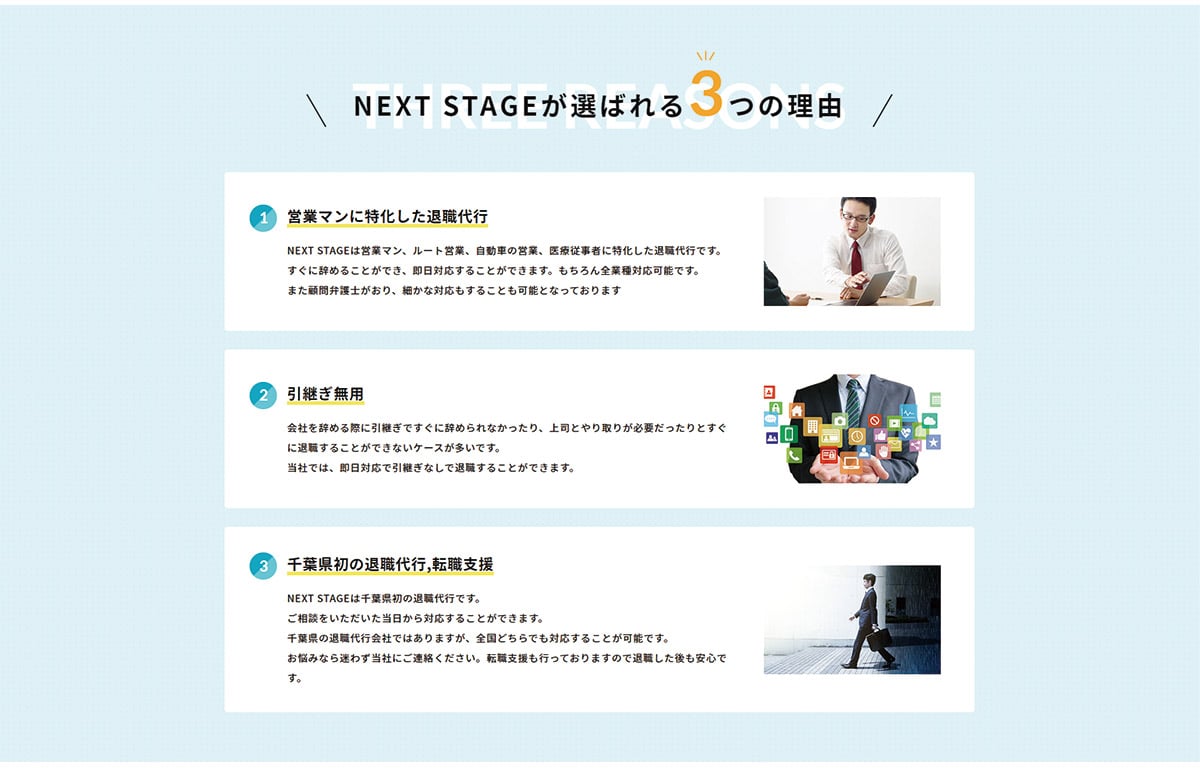 THREE REASONS
NEXT STAGEが選ばれる3つの理由
1 営業マンに特化した退職代行
NEXT STAGEは営業マン、ルート営業、自動車の営業、医療従事者に特化した退職代行です。
すぐに辞めることができ、即日対応することができます。もちろん全業種対応可能です。
また顧問弁護士がおり、細かな対応もすることも可能となっております
2 引継ぎ無用
会社を辞める際に引継ぎですぐに辞められなかったり、上司とやり取りが必要だったりとすぐ
に退職することができないケースが多いです。
当社では、即日対応で引継ぎなしで退職することができます。
3 千葉県初の退職代行,転職支援
NEXT STAGEは千葉県初の退職代行です。
ご相談をいただいた当日から対応することができます。
千葉県の退職代行会社ではありますが、全国どちらでも対応することが可能です。
お悩みなら迷わず当社にご連絡ください。転職支援も行っておりますので退職した後も安心で
す。